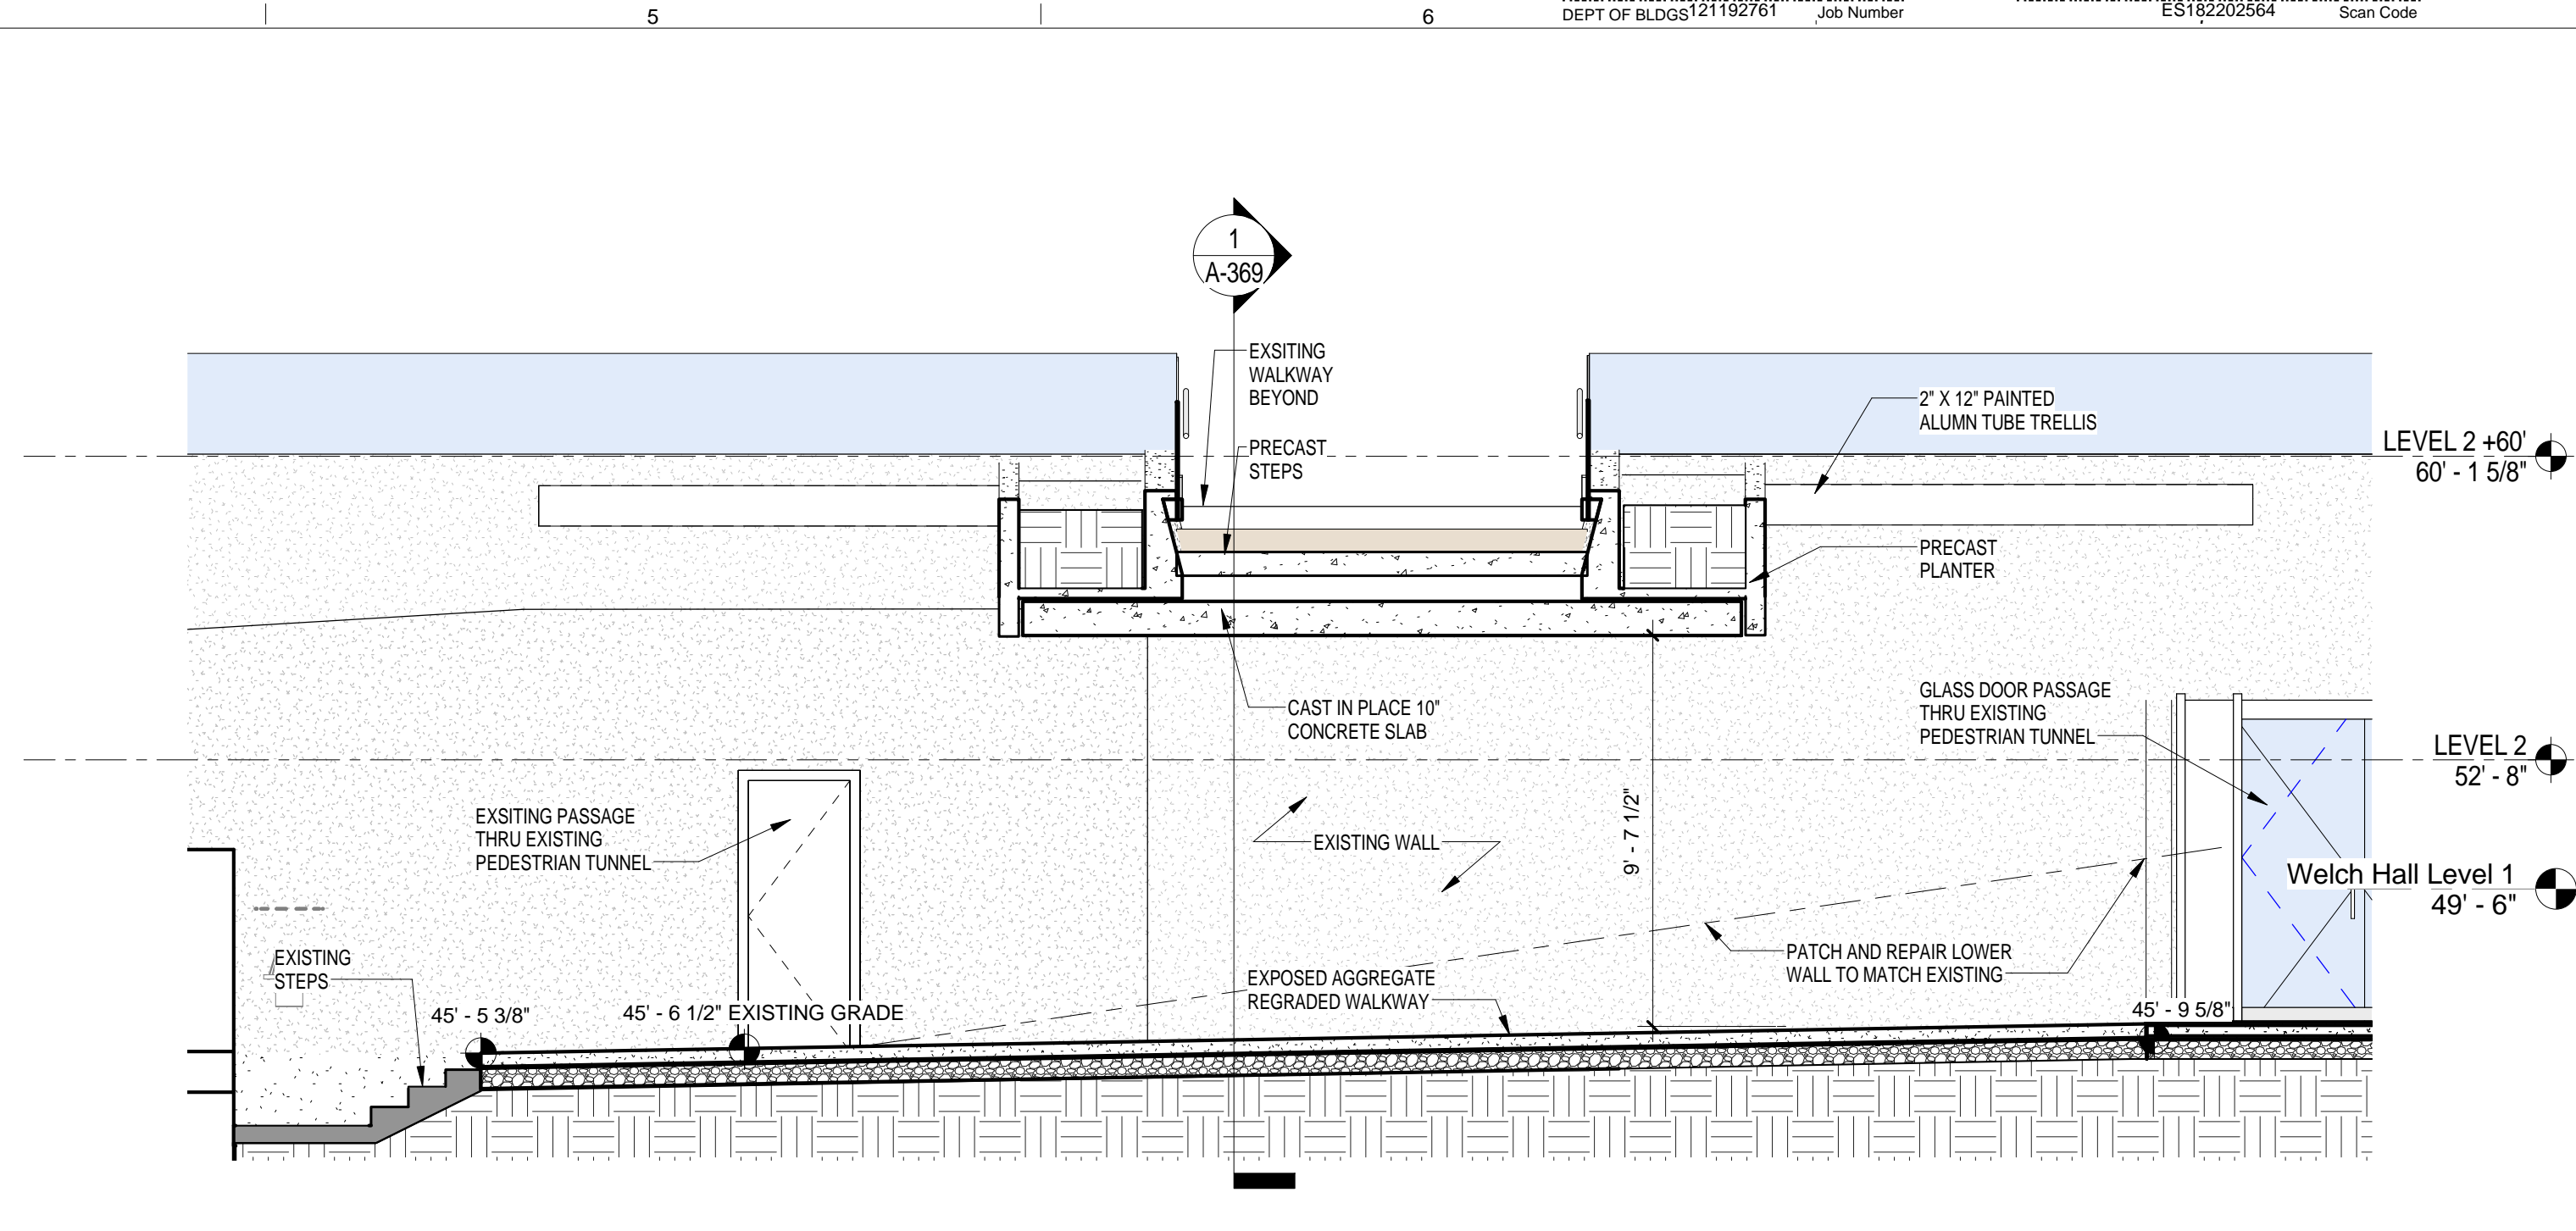 5
6
DEPT OF BLDGS
121192761
Job Number
ES182202564
Scan Code
1
A-369
EXSITING
WALKWAY
BEYOND
PRECAST
STEPS
2" X 12" PAINTED
ALUMN TUBE TRELLIS
LEVEL 2 +60'
60' - 1 5/8"
PRECAST
PLANTER
CAST IN PLACE 10"
CONCRETE SLAB
GLASS DOOR PASSAGE
THRU EXISTING
PEDESTRIAN TUNNEL
LEVEL 2
52' - 8"
EXSITING PASSAGE
THRU EXISTING
PEDESTRIAN TUNNEL
EXISTING WALL
9' - 7 1/2"
Welch Hall Level 1
49' - 6"
EXISTING
STEPS
PATCH AND REPAIR LOWER
WALL TO MATCH EXISTING
EXPOSED AGGREGATE
REGRADED WALKWAY
45' - 5 3/8"
45' - 6 1/2" EXISTING GRADE
45' - 9 5/8"